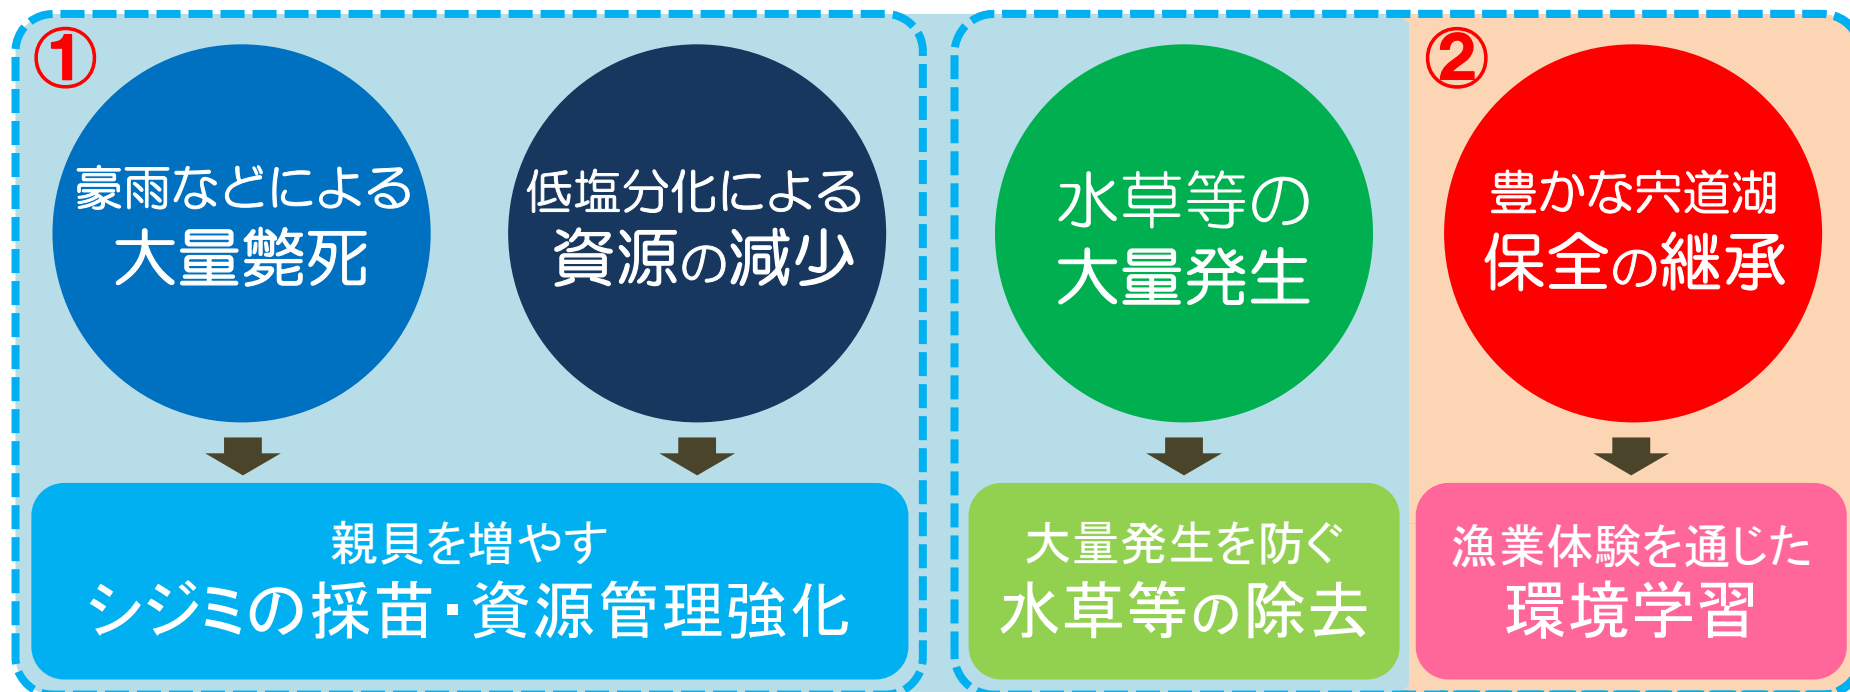 ①
豪雨などによる
大量斃死
低塩分化による
資源の減少
水草等の
大量発生
②
豊かな宍道湖
保全の継承
親貝を増やす
シジミの採苗・資源管理強化
大量発生を防ぐ
水草等の除去
漁業体験を通じた
環境学習